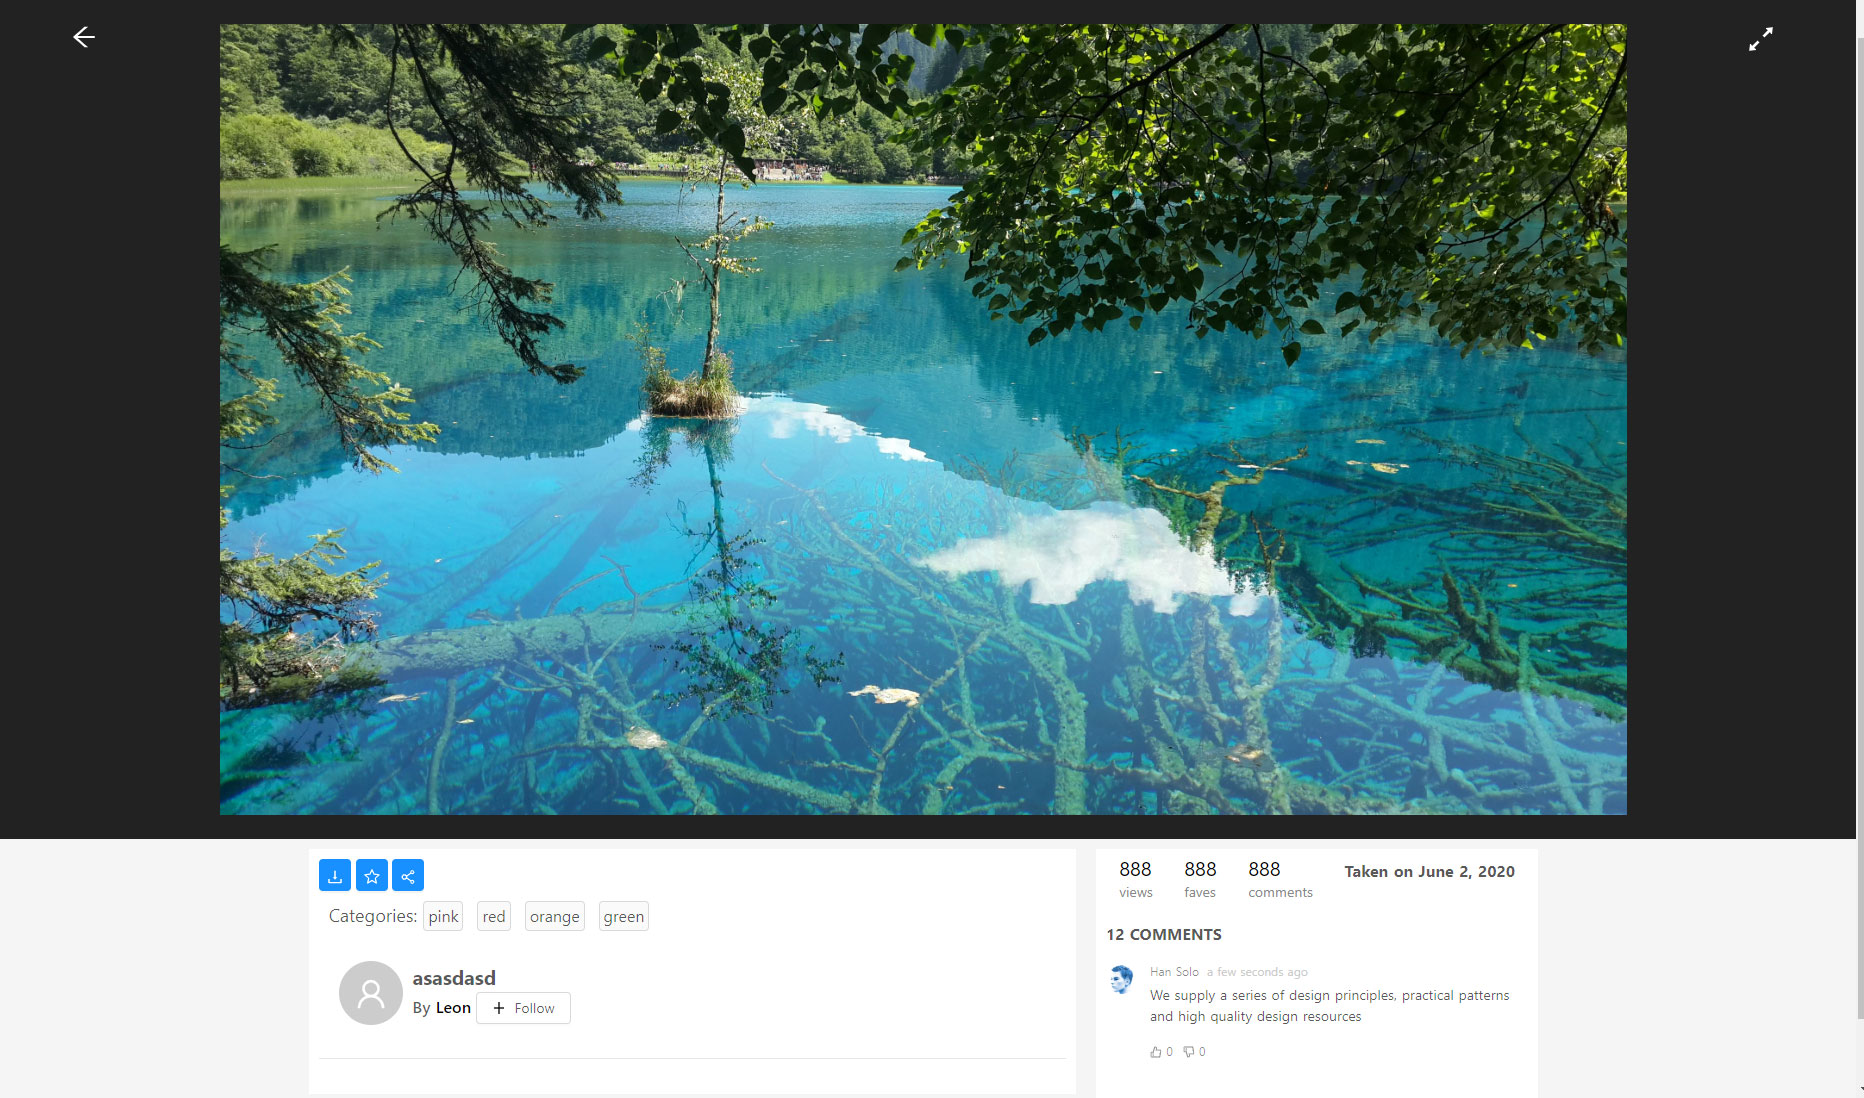 Categories: pink red orange green
asasdasd
By Leon + Follow
888 888 888 Taken on June 2, 2020
views faves comments
12 COMMENTS
Han Solo a few seconds ago
We supply a series of design principles, practical patterns
and high quality design resources
0 0